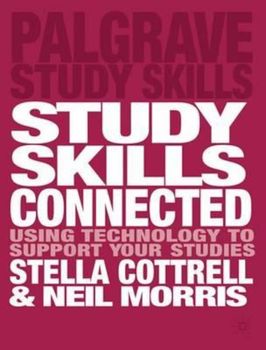 PALGRAVE
STUDY SKILLS
STUDY
SKILLS
CONNECTED
USING TECHNOLOGY TO
SUPPORT YOUR STUDIES
STELLA COTTRELL
& NEIL MORRIS